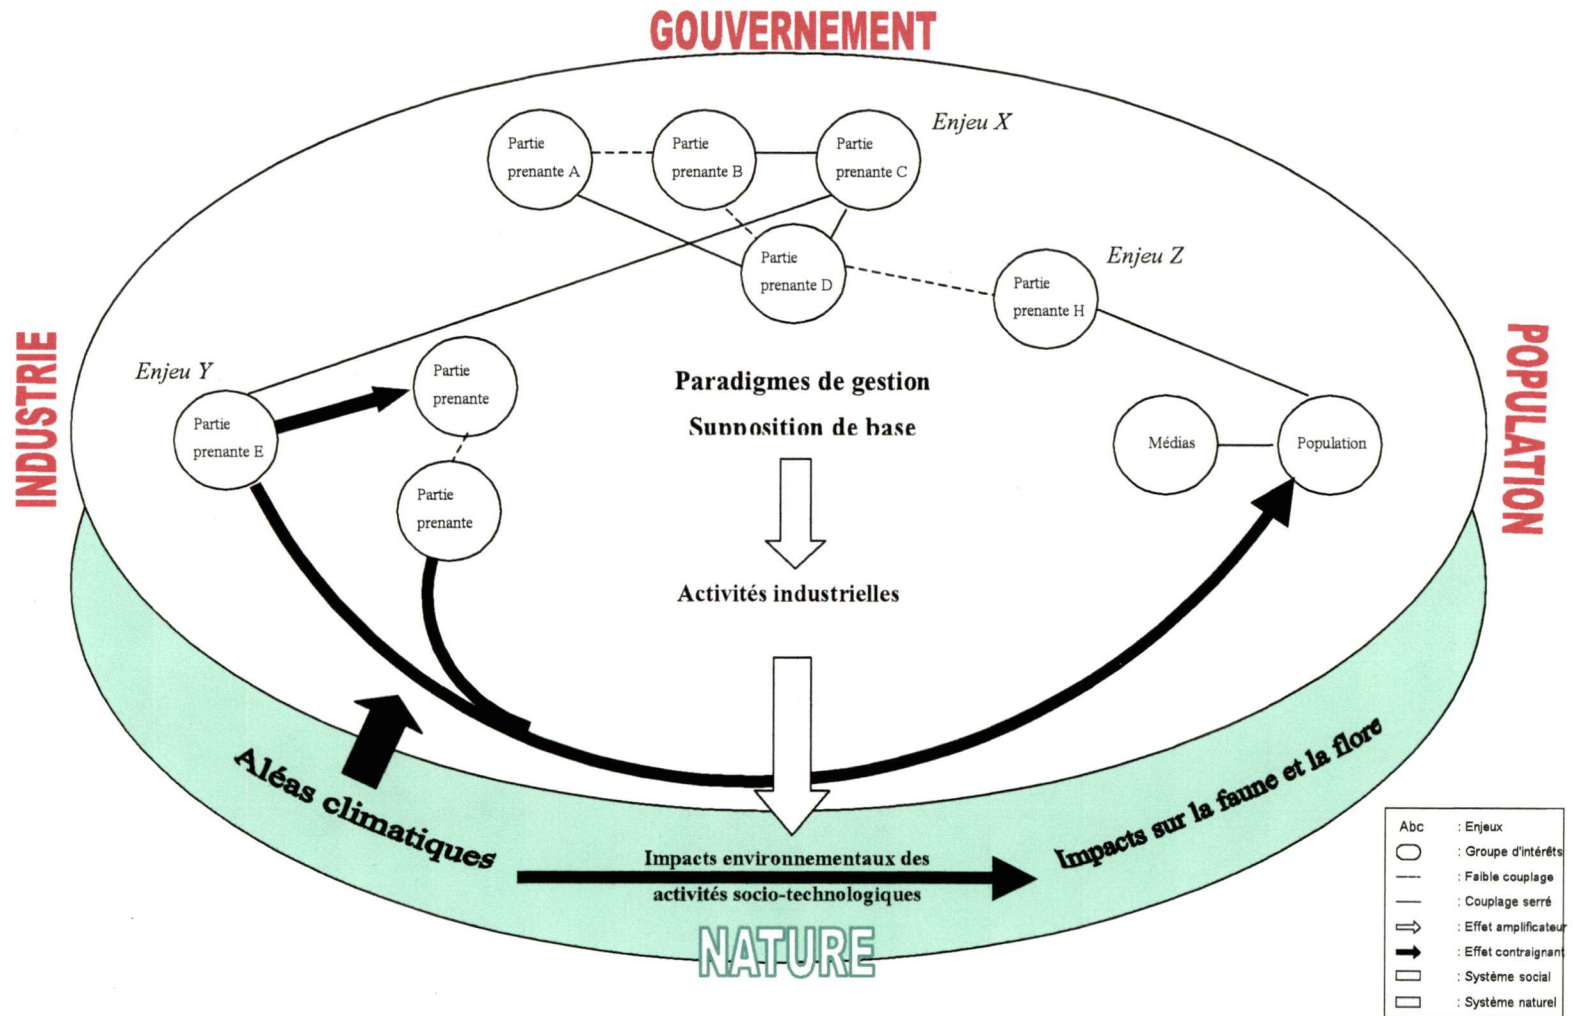 GOUVERNEMENT
Partie
prenante A
Partie
prenante B
Partie
prenante C
Enjeu X
Partie
prenante D
Enjeu Z
Partie
prenante H
INDUSTRIE
POPULATION
Enjeu Y
Partie
prenante E
Partie
prenante
Partie
prenante
Paradigmes de gestion
Supposition de base
Médias
Population
Activités industrielles
Aléas climatiques
Impacts environnementaux des
activités socio-technologiques
Impacts sur la faune et la flore
NATURE
Abc : Enjeux
: Groupe d'intérêts
: Faible couplage
: Couplage serré
: Effet amplificateur
: Effet contraignant
: Système social
: Système naturel